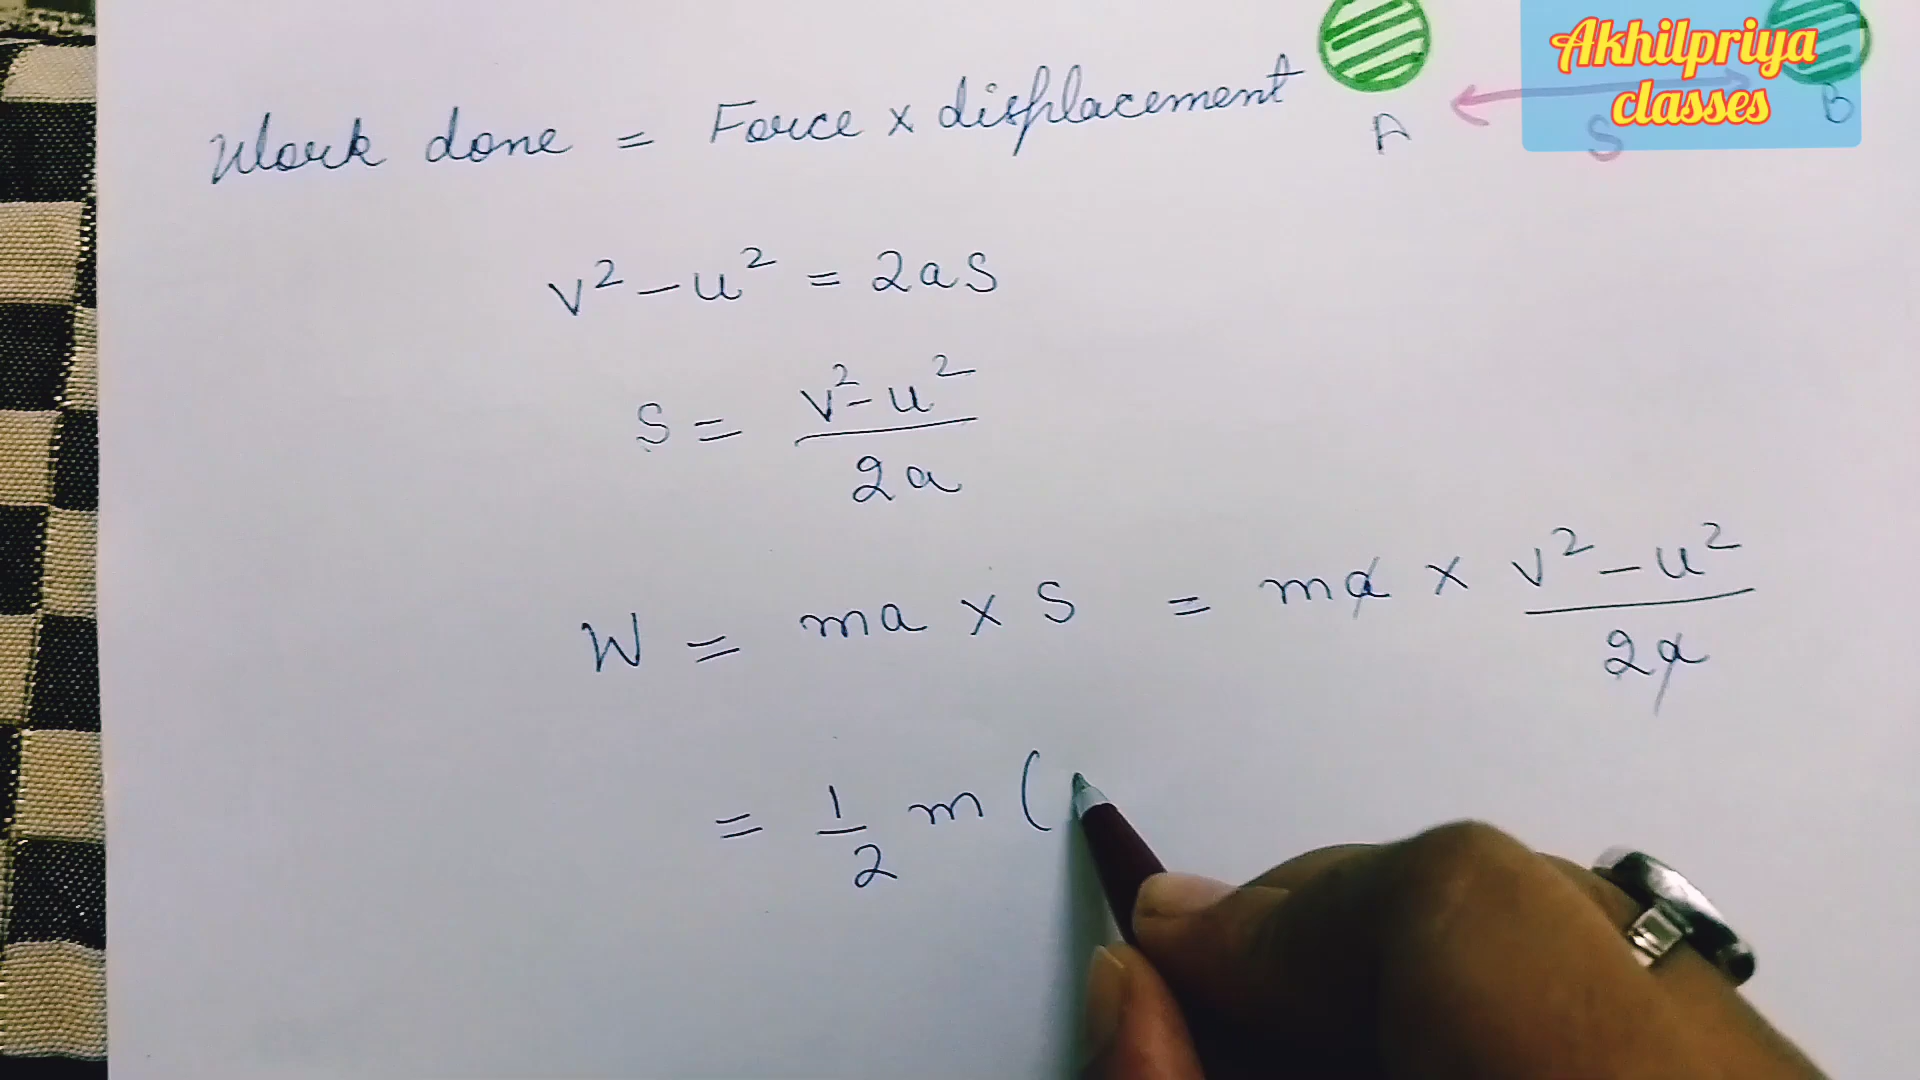 Akhilpriya
classes
Work done = Force × displacement
A S B
v² - u² = 2as
S = v² - u² / 2a
W = ma × S = ma × v² - u² / 2a
= 1/2 m (